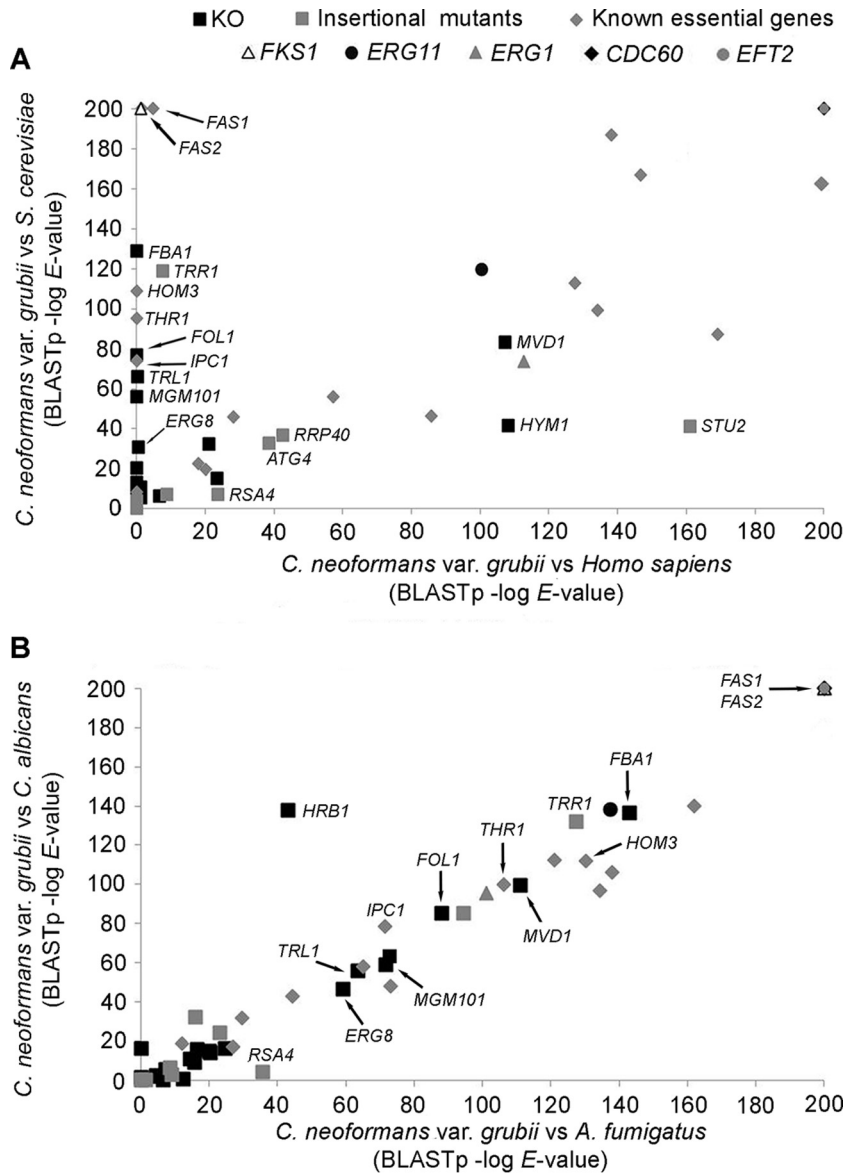 KO Insertional mutants Known essential genes
FKS1 ERG11 ERG1 CDC60 EFT2
A
C. neoformans var. grubii vs S. cerevisiae
(BLASTp -log E-value)
200
180
160
140
120
100
80
60
40
20
0
FAS1
FAS2
FBA1
TRR1
HOM3
THR1
FOL1
IPC1
TRL1
MGM101
ERG8
RRP40
ATG4
RSA4
MVD1
HYM1
STU2
0 20 40 60 80 100 120 140 160 180 200
C. neoformans var. grubii vs Homo sapiens
(BLASTp -log E-value)
B
C. neoformans var. grubii vs C. albicans
(BLASTp -log E-value)
200
180
160
140
120
100
80
60
40
20
0
FAS1
FAS2
FBA1
HRB1
TRR1
THR1
HOM3
FOL1
IPC1
MVD1
TRL1
MGM101
ERG8
RSA4
0 20 40 60 80 100 120 140 160 180 200
C. neoformans var. grubii vs A. fumigatus
(BLASTp -log E-value)